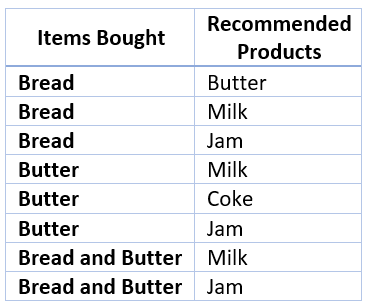 Items Bought Recommended
Products
Bread Butter
Bread Milk
Bread Jam
Butter Milk
Butter Coke
Butter Jam
Bread and Butter Milk
Bread and Butter Jam